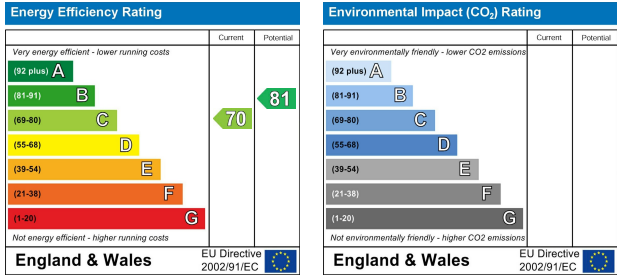 Energy Efficiency Rating
Current Potential
Very energy efficient - lower running costs
(92 plus) A
(81-91) B
(69-80) C
(55-68) D
(39-54) E
(21-38) F
(1-20) G
81
70
Not energy efficient - higher running costs
England & Wales
EU Directive
2002/91/EC
Environmental Impact (CO₂) Rating
Current Potential
Very environmentally friendly - lower CO2 emissions
(92 plus) A
(81-91) B
(69-80) C
(55-68) D
(39-54) E
(21-38) F
(1-20) G
Not environmentally friendly - higher CO2 emissions
England & Wales
EU Directive
2002/91/EC